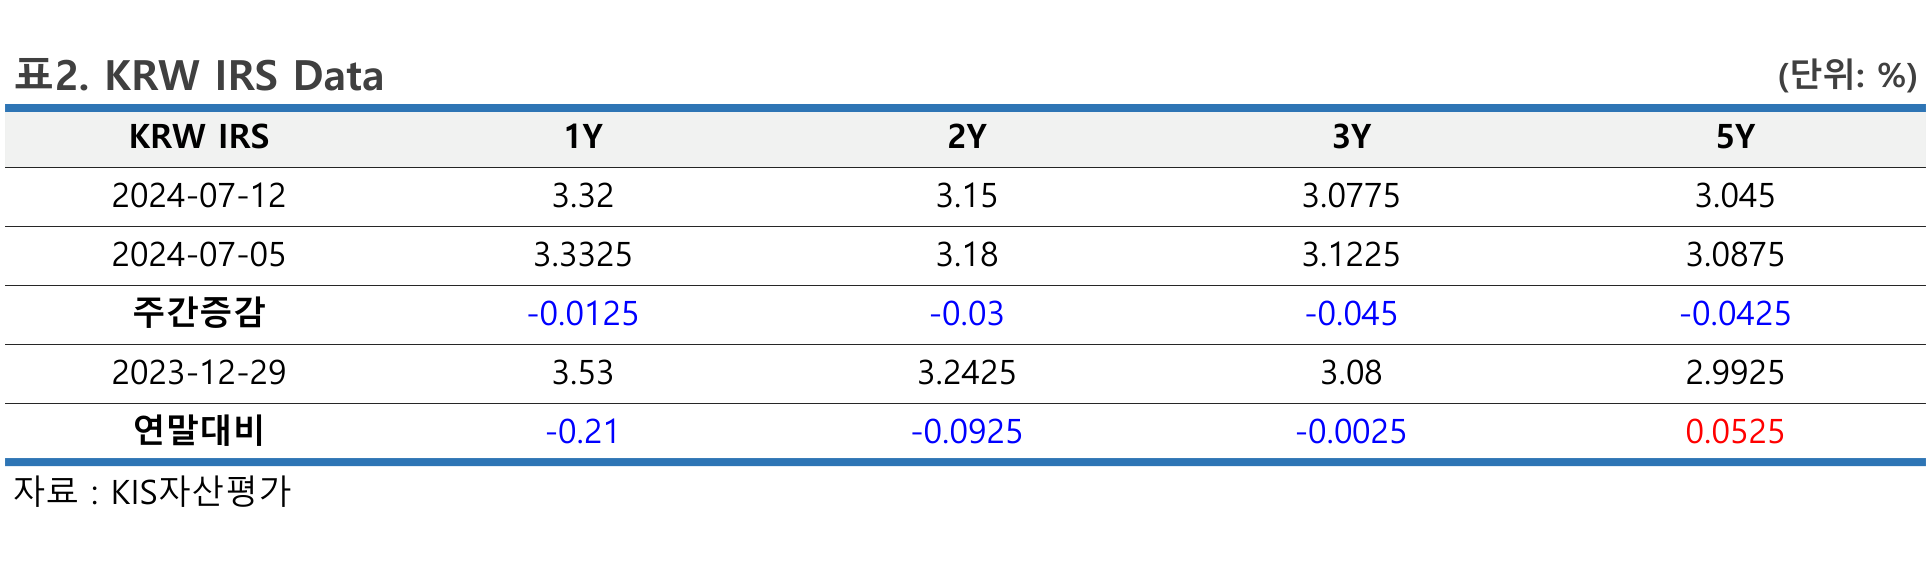 표2. KRW IRS Data (단위: %)
KRW IRS 1Y 2Y 3Y 5Y
2024-07-12 3.32 3.15 3.0775 3.045
2024-07-05 3.3325 3.18 3.1225 3.0875
주간증감 -0.0125 -0.03 -0.045 -0.0425
2023-12-29 3.53 3.2425 3.08 2.9925
연말대비 -0.21 -0.0925 -0.0025 0.0525
자료 : KIS자산평가